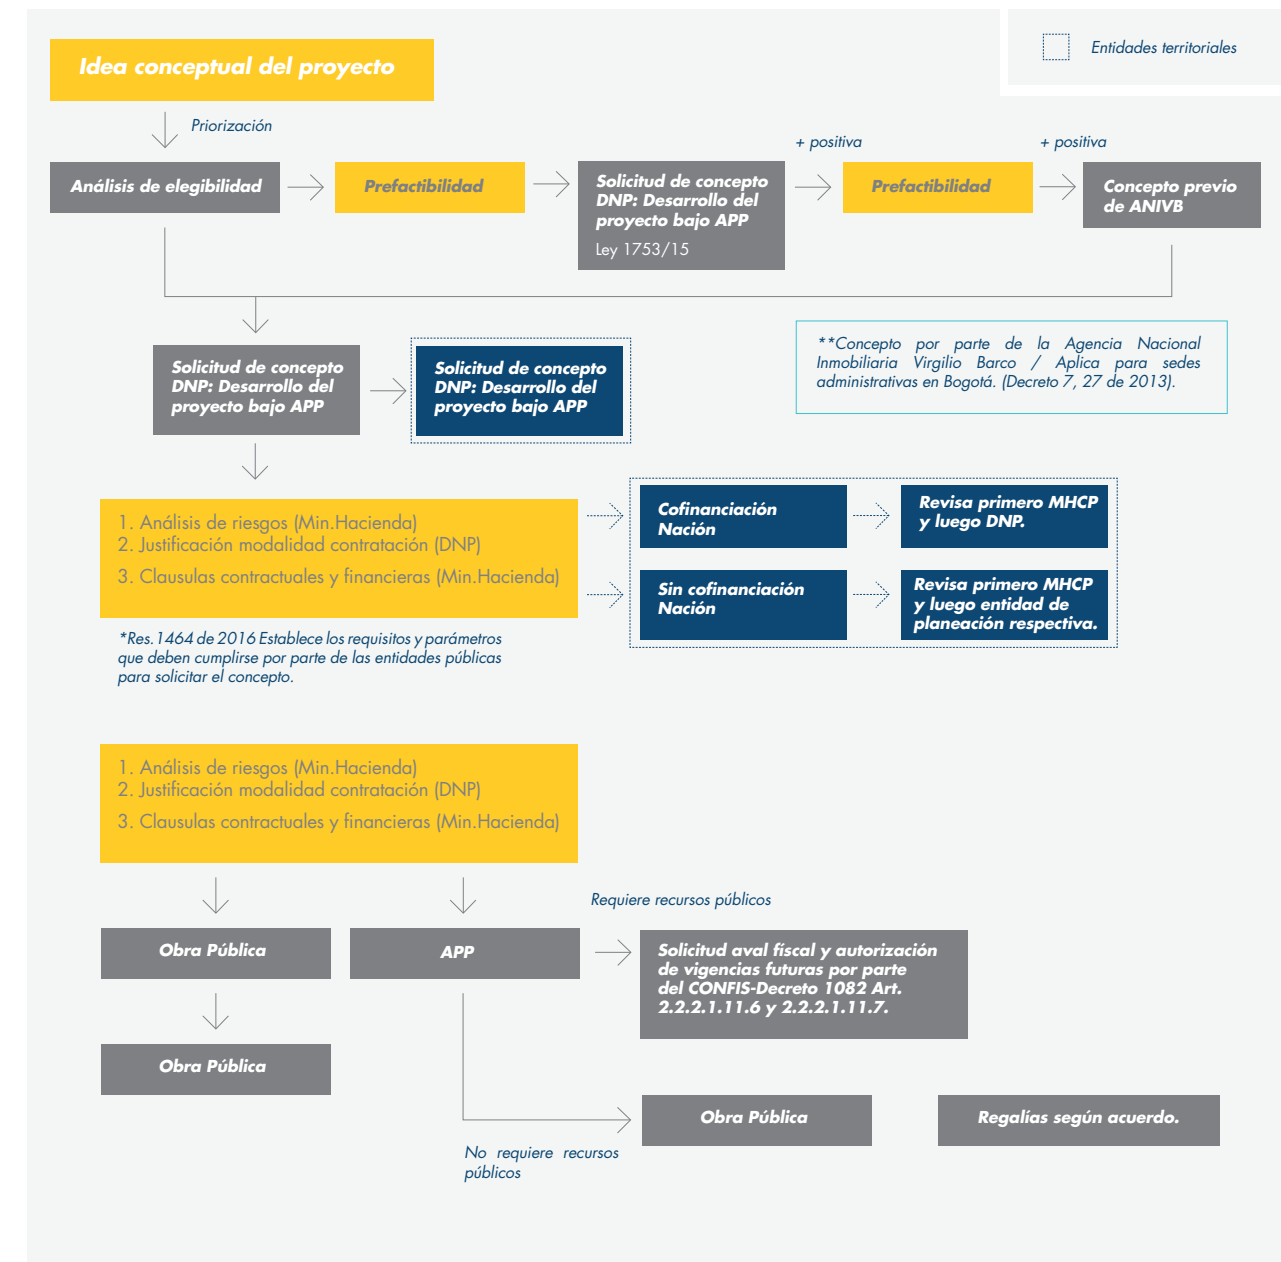 Entidades territoriales
Idea conceptual del proyecto
Priorización
+ positiva
+ positiva
Análisis de elegibilidad
Prefactibilidad
Solicitud de concepto
DNP: Desarrollo del
proyecto bajo APP
Ley 1753/15
Prefactibilidad
Concepto previo
de ANIVB
**Concepto por parte de la Agencia Nacional
Inmobiliaria Virgilio Barco / Aplica para sedes
administrativas en Bogotá. (Decreto 7, 27 de 2013).
Solicitud de concepto
DNP: Desarrollo del
proyecto bajo APP
Solicitud de concepto
DNP: Desarrollo del
proyecto bajo APP
1. Análisis de riesgos (Min.Hacienda)
2. Justificación modalidad contratación (DNP)
3. Clausulas contractuales y financieras (Min.Hacienda)
Cofinanciación
Nación
Revisa primero MHCP
y luego DNP.
Sin cofinanciación
Nación
Revisa primero MHCP
y luego entidad de
planeación respectiva.
*Res.1464 de 2016 Establece los requisitos y parámetros
que deben cumplirse por parte de las entidades públicas
para solicitar el concepto.
1. Análisis de riesgos (Min.Hacienda)
2. Justificación modalidad contratación (DNP)
3. Clausulas contractuales y financieras (Min.Hacienda)
Requiere recursos públicos
Obra Pública
APP
Solicitud aval fiscal y autorización
de vigencias futuras por parte
del CONFIS-Decreto 1082 Art.
2.2.2.1.11.6 y 2.2.2.1.11.7.
Obra Pública
Obra Pública
Regalías según acuerdo.
No requiere recursos
públicos